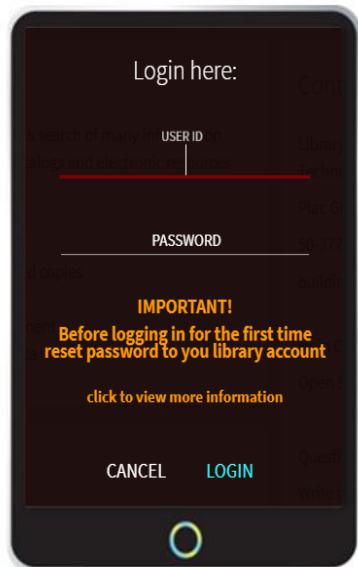 Login here:
USER ID
PASSWORD
IMPORTANT!
Before logging in for the first time
reset password to you library account
click to view more information
CANCEL LOGIN